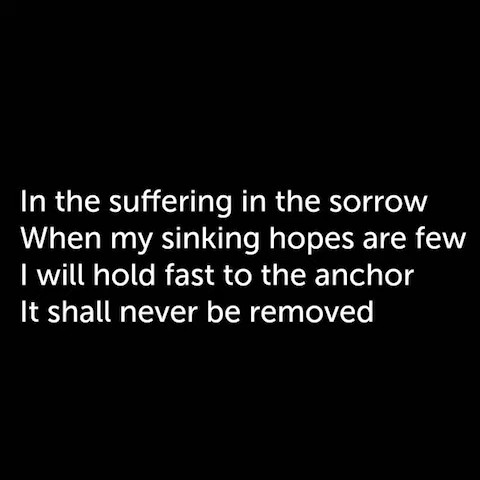 In the suffering in the sorrow
When my sinking hopes are few
I will hold fast to the anchor
It shall never be removed